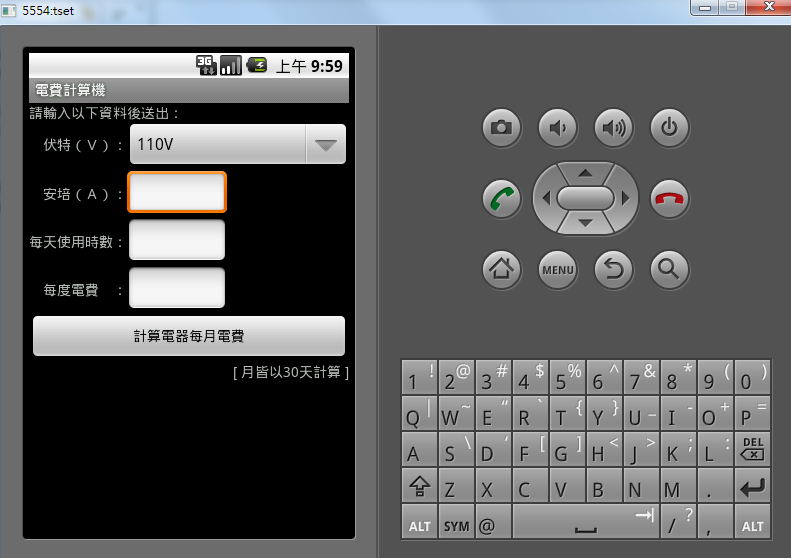 5554:tset
3G 上午 9:59
電費計算機
請輸入以下資料後送出：
伏特（V）： 110V
安培（A）：
每天使用時數：
每度電費　：
計算電器每月電費
[ 月皆以30天計算 ]
MENU
1 ! 2 @ 3 # 4 $ 5 % 6 ^ 7 & 8 * 9 ( 0 )
Q | W ~ E “ R ` T { Y } U _ I - O + P =
A S \ D ‘ F [ G ] H < J > K ; L : DEL
Z X C V B N M .
ALT SYM @ / ? , ALT